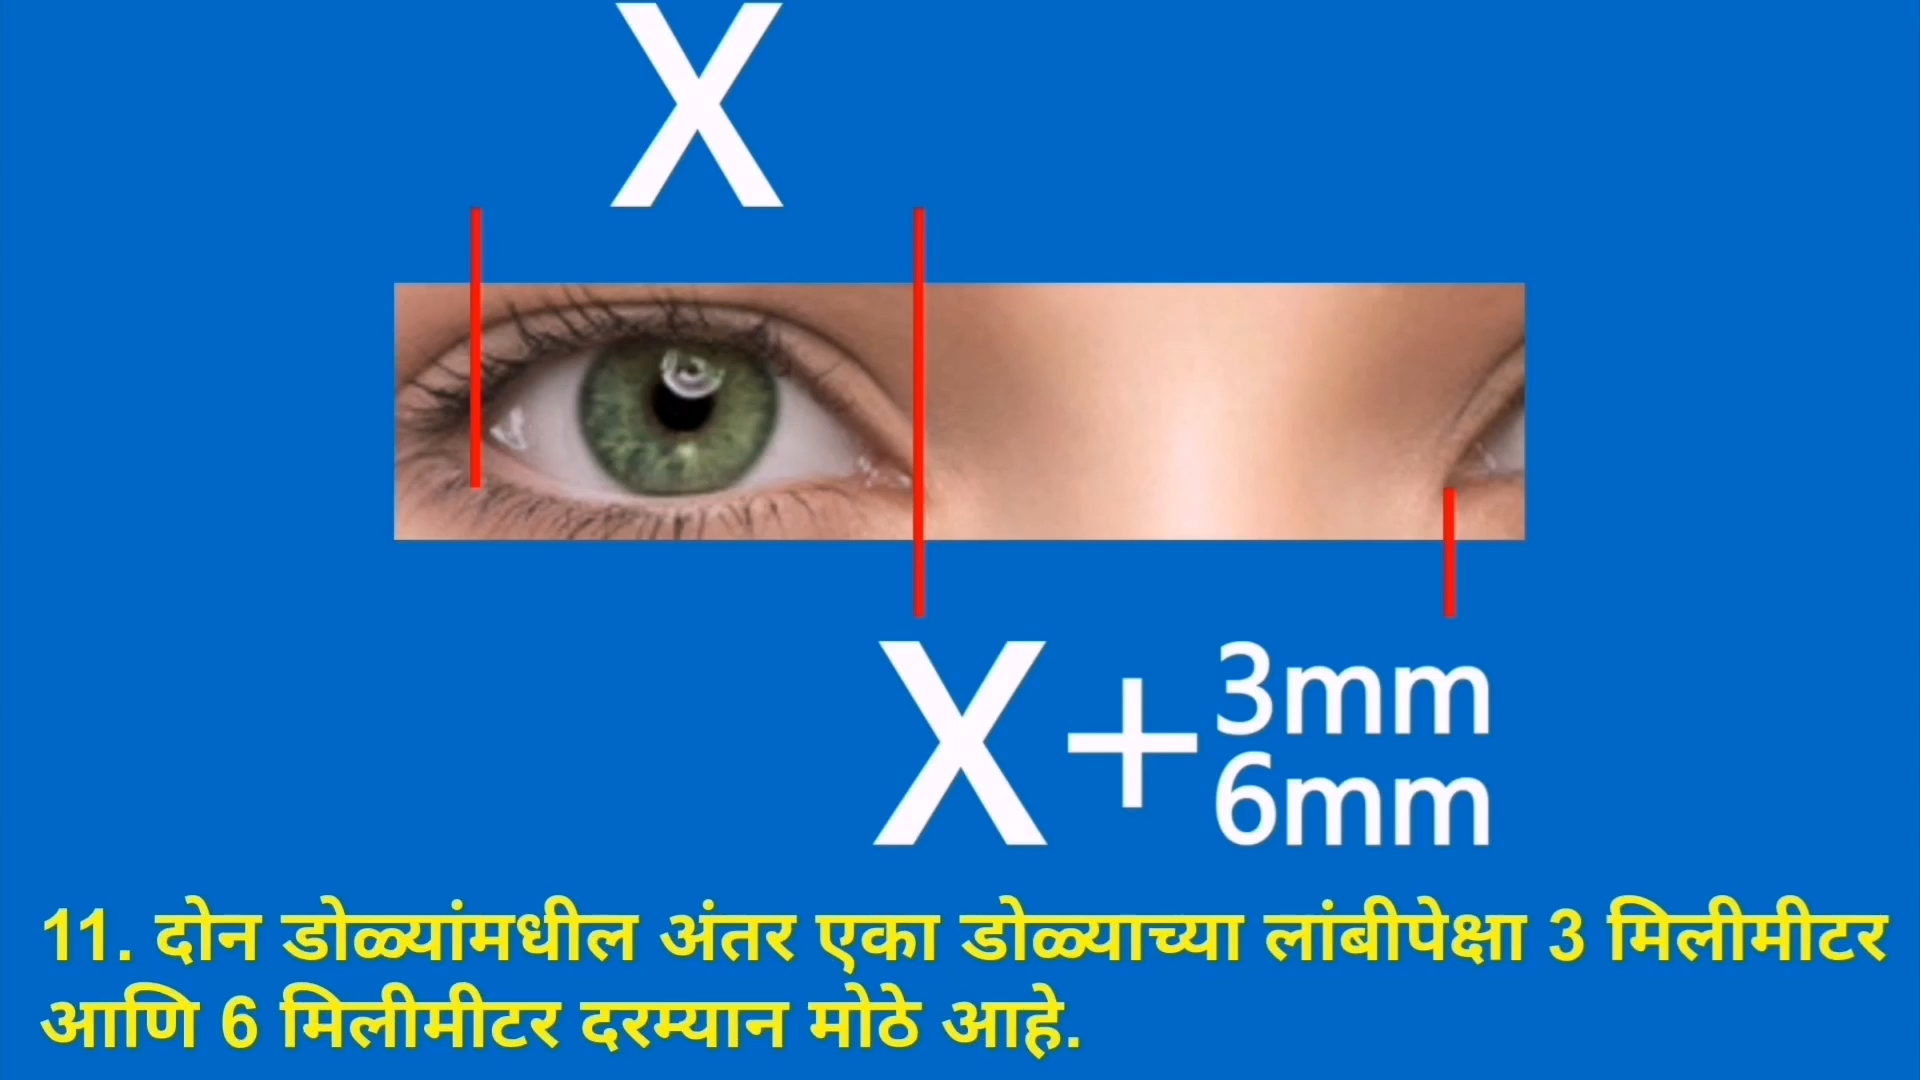 X
X+3mm
6mm
11. दोन डोळ्यांमधील अंतर एका डोळ्याच्या लांबीपेक्षा 3 मिलीमीटर
आणि 6 मिलीमीटर दरम्यान मोठे आहे.